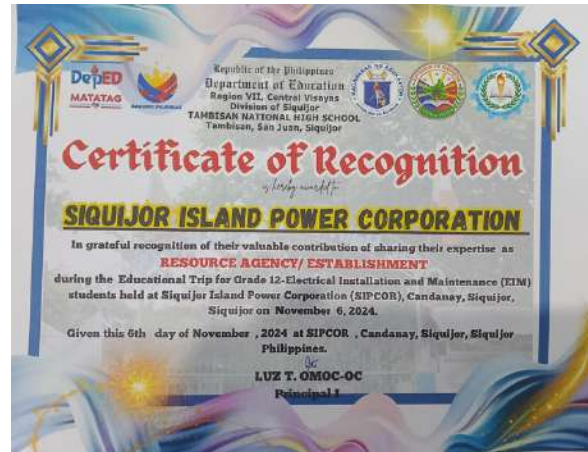 DepED
MATATAG
BAGONG PILIPINAS
Republic of the Philippines
Department of Education
Region VII, Central Visayas
Division of Siquijor
TAMBISAN NATIONAL HIGH SCHOOL
Tambisan, San Juan, Siquijor
Certificate of Recognition
is hereby awarded to
SIQUIJOR ISLAND POWER CORPORATION
In grateful recognition of their valuable contribution of sharing their expertise as
RESOURCE AGENCY/ ESTABLISHMENT
during the Educational Trip for Grade 12-Electrical Installation and Maintenance (EIM)
students held at Siquijor Island Power Corporation (SIPCOR), Candanay, Siquijor,
Siquijor on November 6, 2024.
Given this 6th day of November , 2024 at SIPCOR , Candanay, Siquijor, Siquijor
Philippines.
LUZ T. OMOC-OC
Principal I